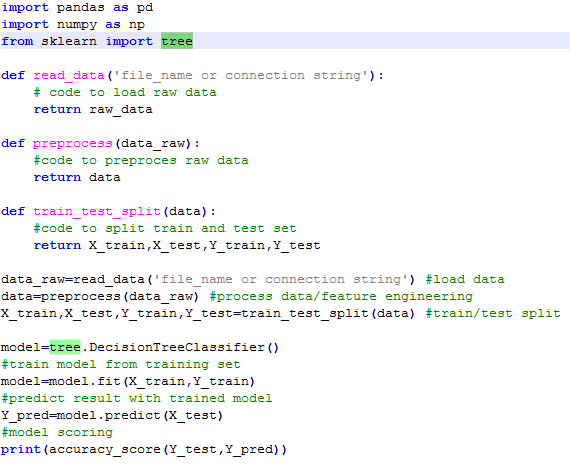 import pandas as pd
import numpy as np
from sklearn import tree
def read_data('file_name or connection string'):
# code to load raw data
return raw_data
def preprocess(data_raw):
#code to preproces raw data
return data
def train_test_split(data):
#code to split train and test set
return X_train,X_test,Y_train,Y_test
data_raw=read_data('file_name or connection string') #load data
data=preprocess(data_raw) #process data/feature engineering
X_train,X_test,Y_train,Y_test=train_test_split(data) #train/test split
model=tree.DecisionTreeClassifier()
#train model from training set
model=model.fit(X_train,Y_train)
#predict result with trained model
Y_pred=model.predict(X_test)
#model scoring
print(accuracy_score(Y_test,Y_pred))